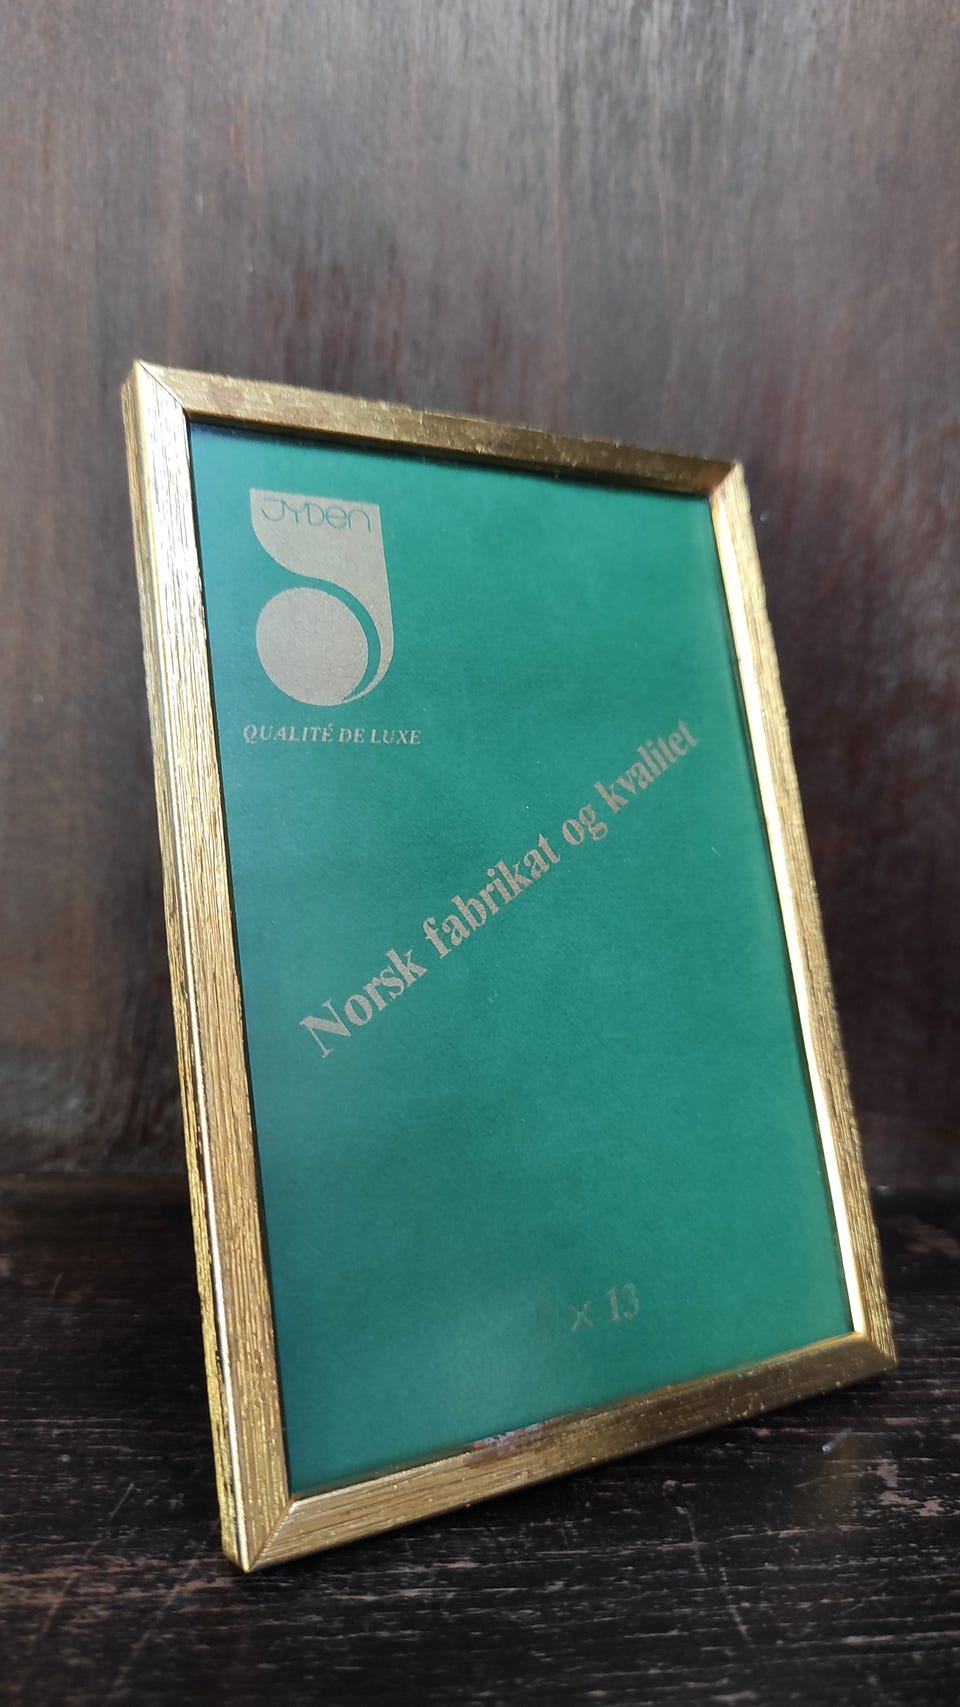 JYDEN
QUALITÉ DE LUXE
Norsk fabrikat og kvalitet
× 13